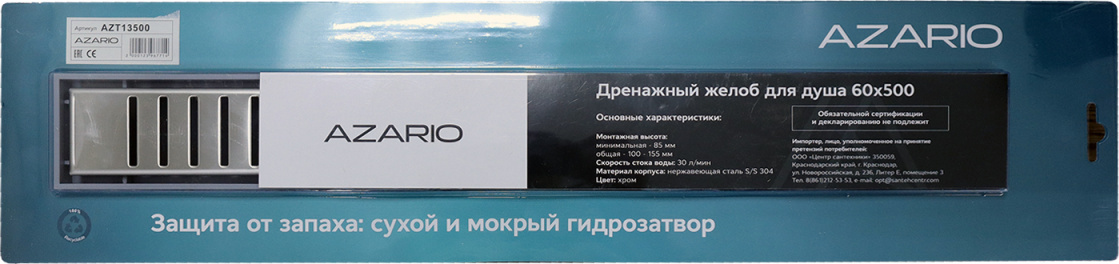 Артикул AZT13500
AZARIO
AZARIO
AZARIO
Дренажный желоб для душа 60x500
Основные характеристики:
Монтажная высота:
минимальная - 85 мм
общая - 100 - 155 мм
Скорость стока воды: 30 л/мин
Материал корпуса: нержавеющая сталь S/S 304
Цвет: хром
Обязательной сертификации
и декларированию не подлежит
Импортер, лицо, уполномоченное на принятие
претензий потребителей:
ООО «Центр сантехники» 350059,
Краснодарский край, г. Краснодар,
ул. Новороссийская, д. 236, Литер Е, помещение 3
Тел. 8(861)212-53-53, e-mail: opt@santehcentr.com
100%
Защита от запаха: сухой и мокрый гидрозатвор